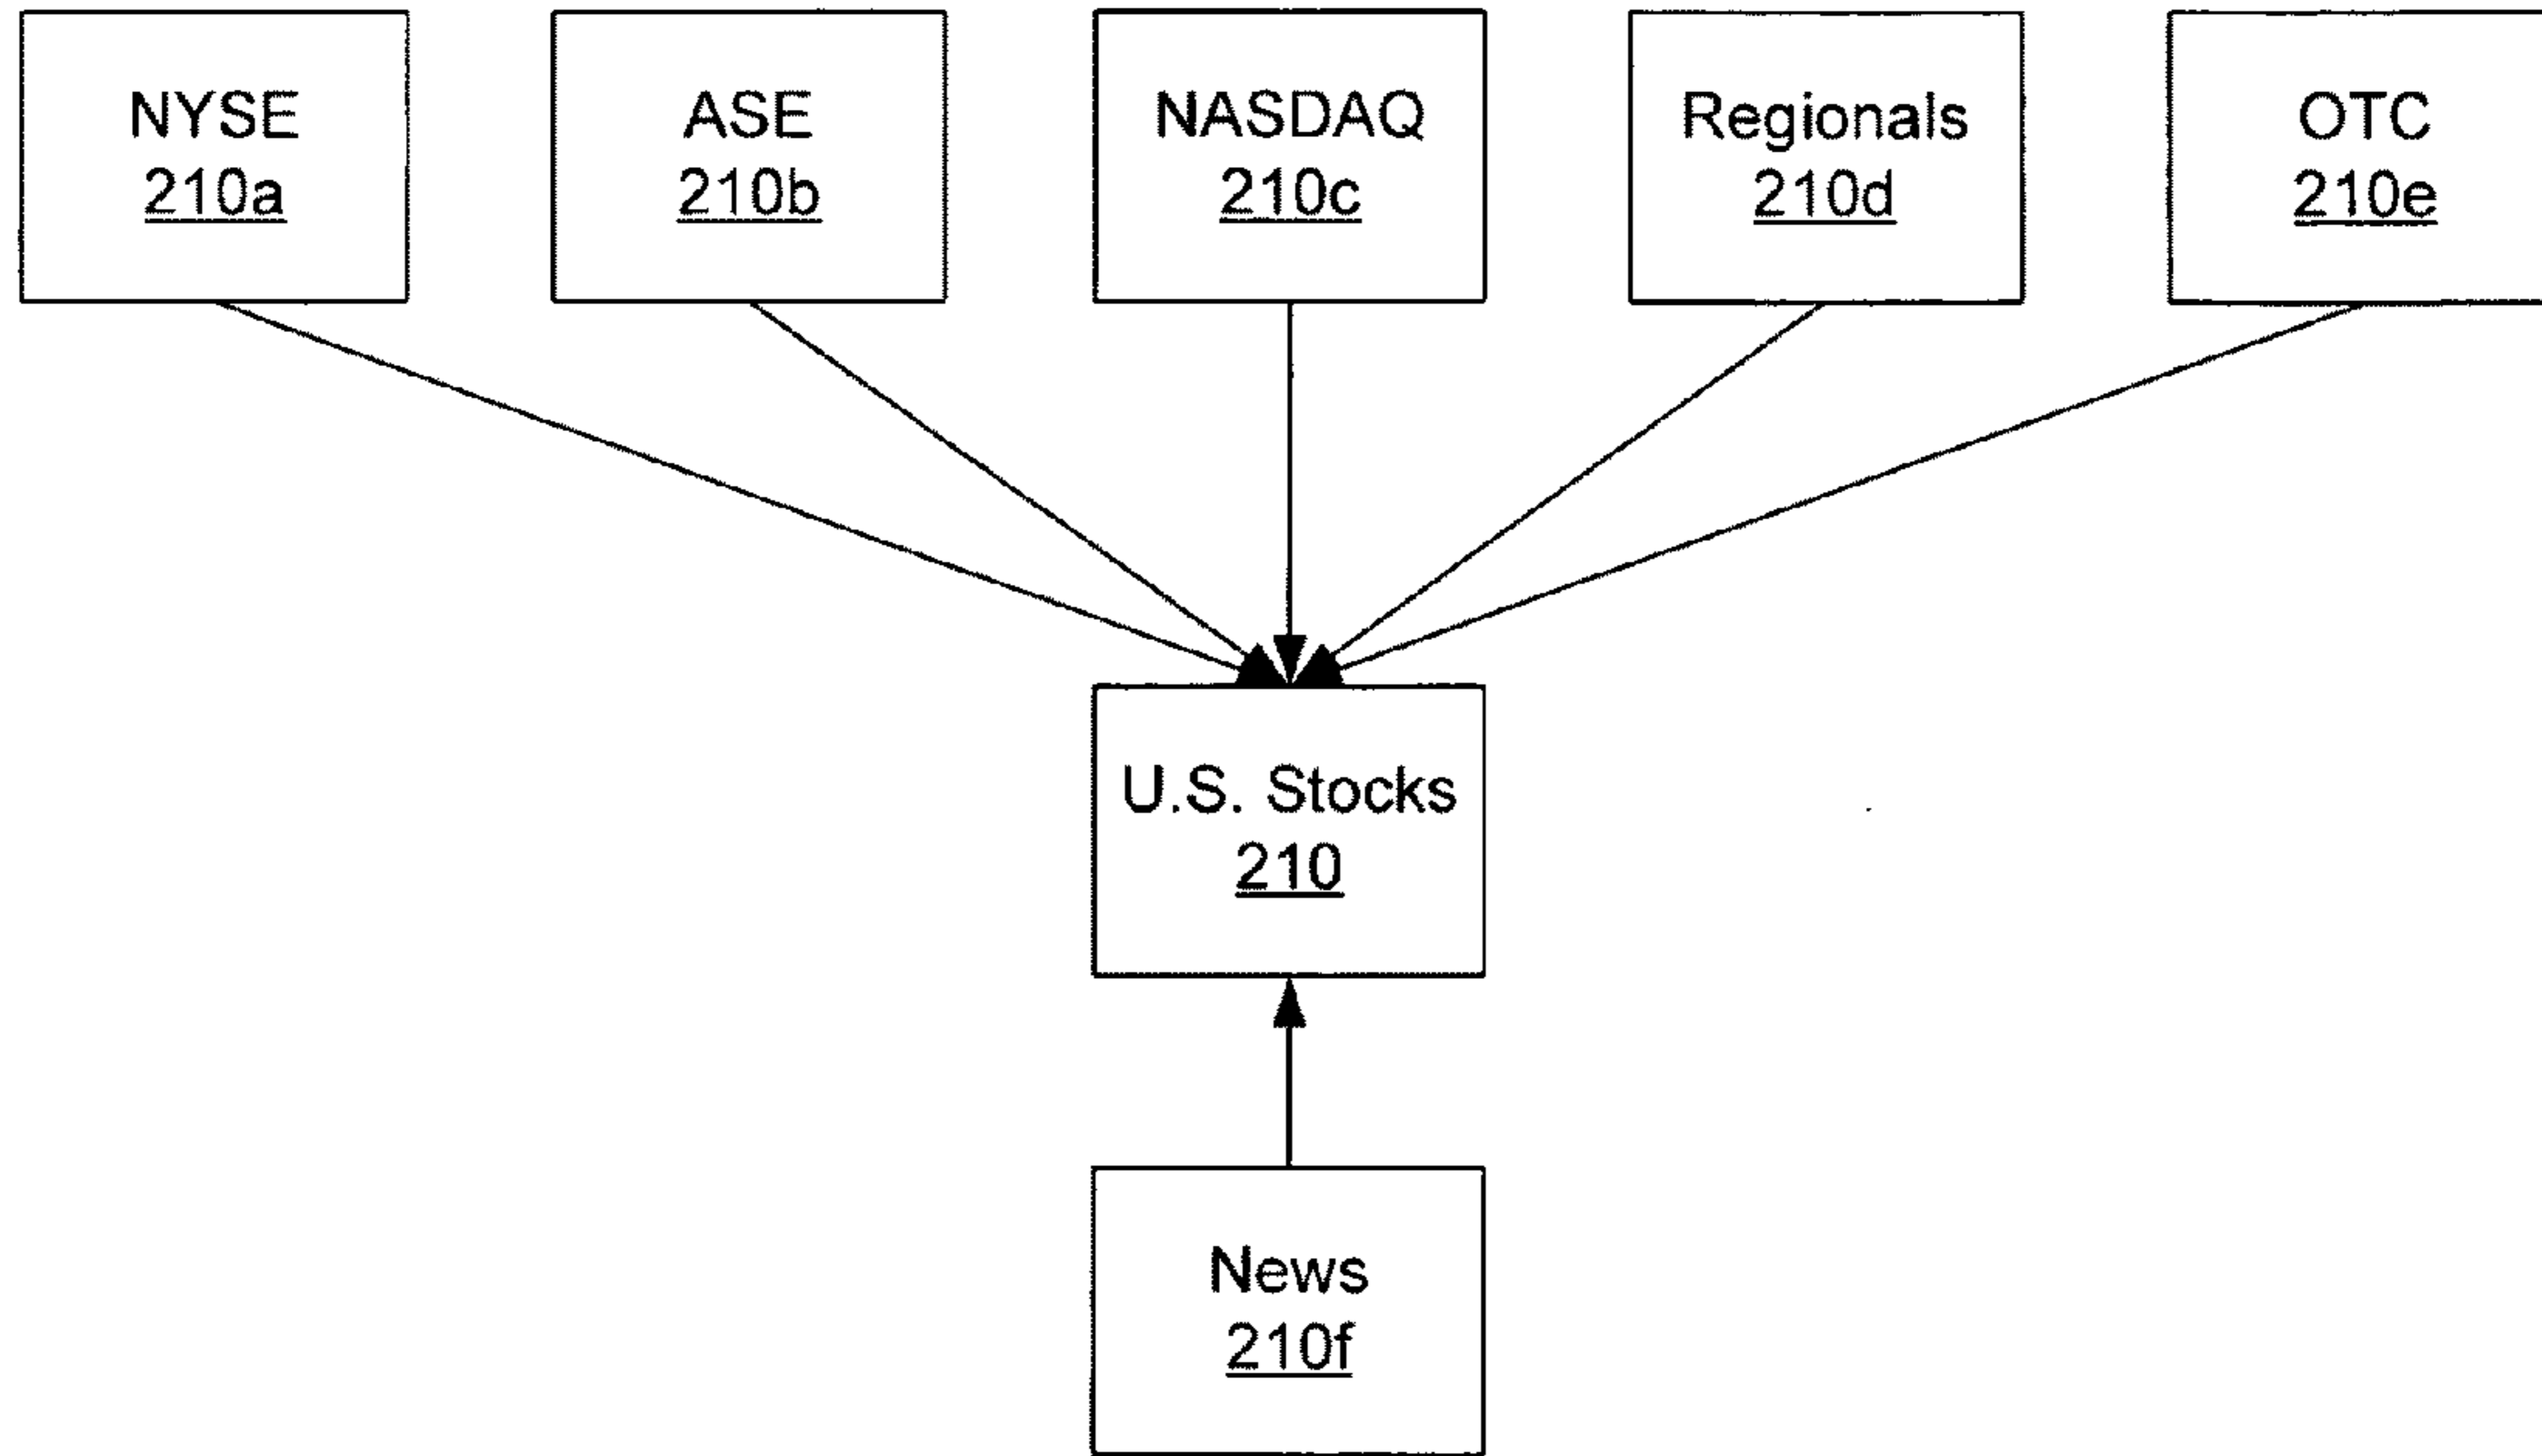 NYSE
210a
ASE
210b
NASDAQ
210c
Regionals
210d
OTC
210e
U.S. Stocks
210
News
210f